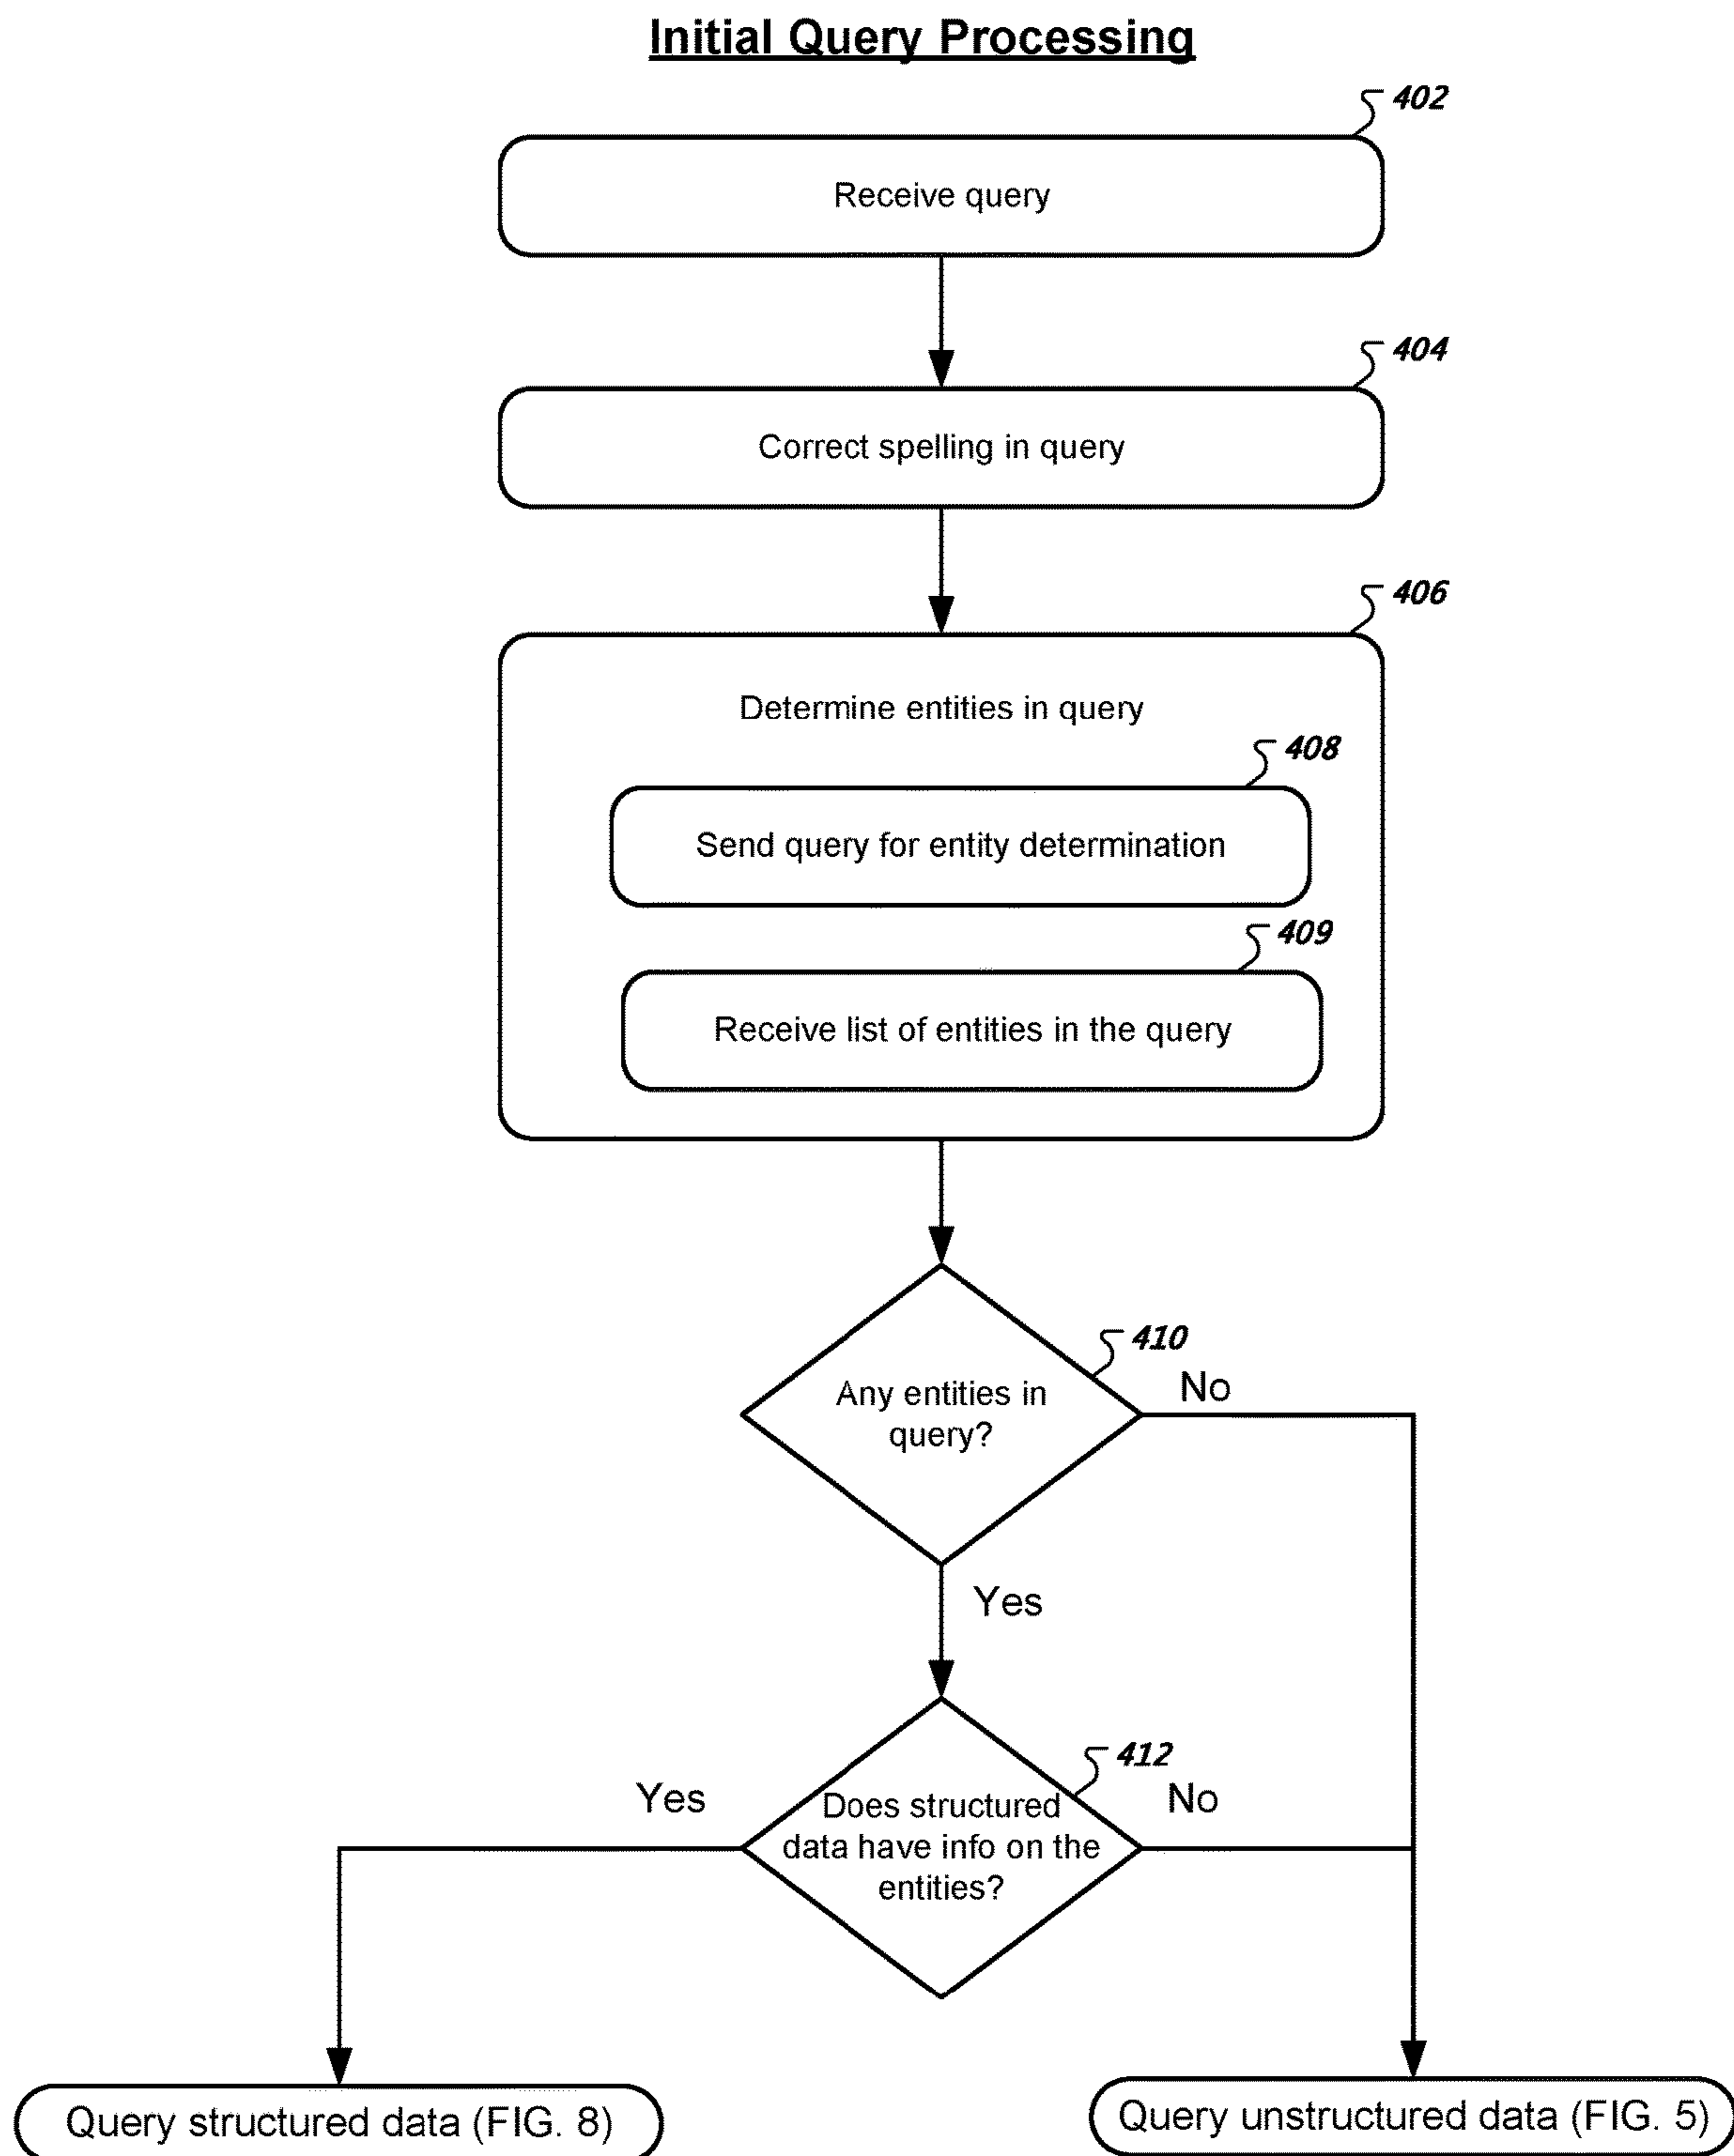 Initial Query Processing
402
Receive query
404
Correct spelling in query
406
Determine entities in query
408
Send query for entity determination
409
Receive list of entities in the query
410
Any entities in
query?
No
Yes
412
Yes
No
Does structured
data have info on the
entities?
Query structured data (FIG. 8)
Query unstructured data (FIG. 5)